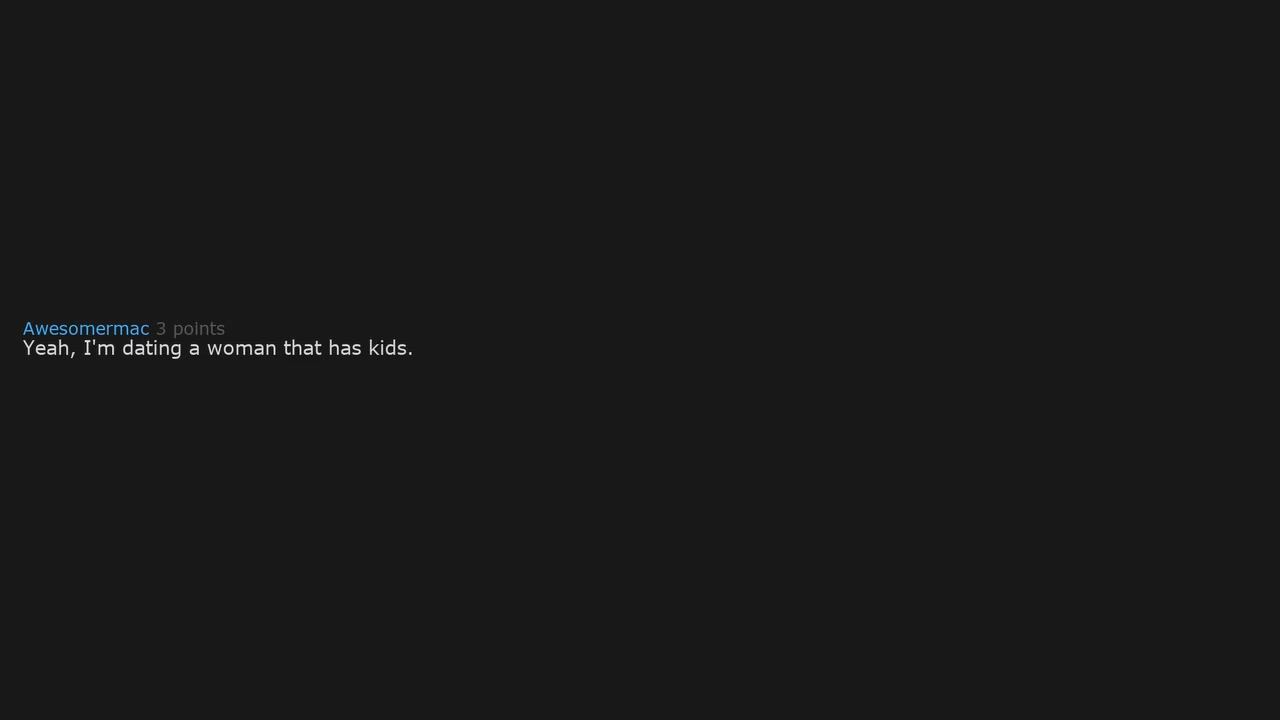 Awesomermac 3 points
Yeah, I'm dating a woman that has kids.